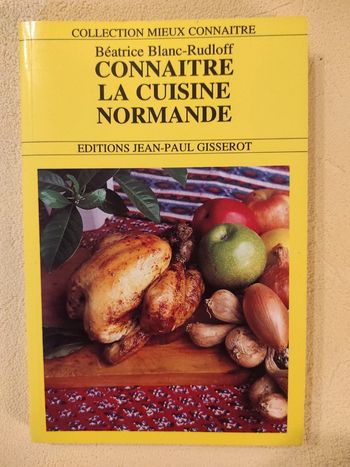 COLLECTION MIEUX CONNAITRE
Béatrice Blanc-Rudloff
CONNAITRE
LA CUISINE
NORMANDE
EDITIONS JEAN-PAUL GISSEROT